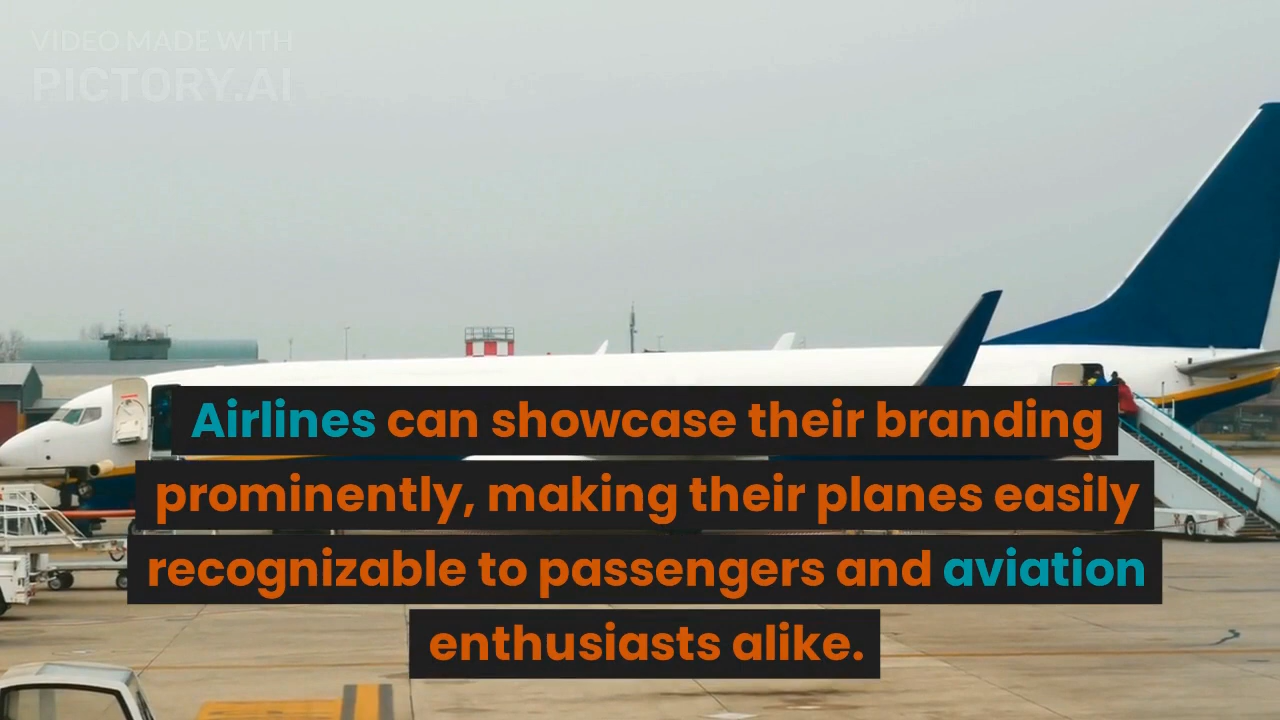 VIDEO MADE WITH
PICTORY.AI
Airlines can showcase their branding
prominently, making their planes easily
recognizable to passengers and aviation
enthusiasts alike.